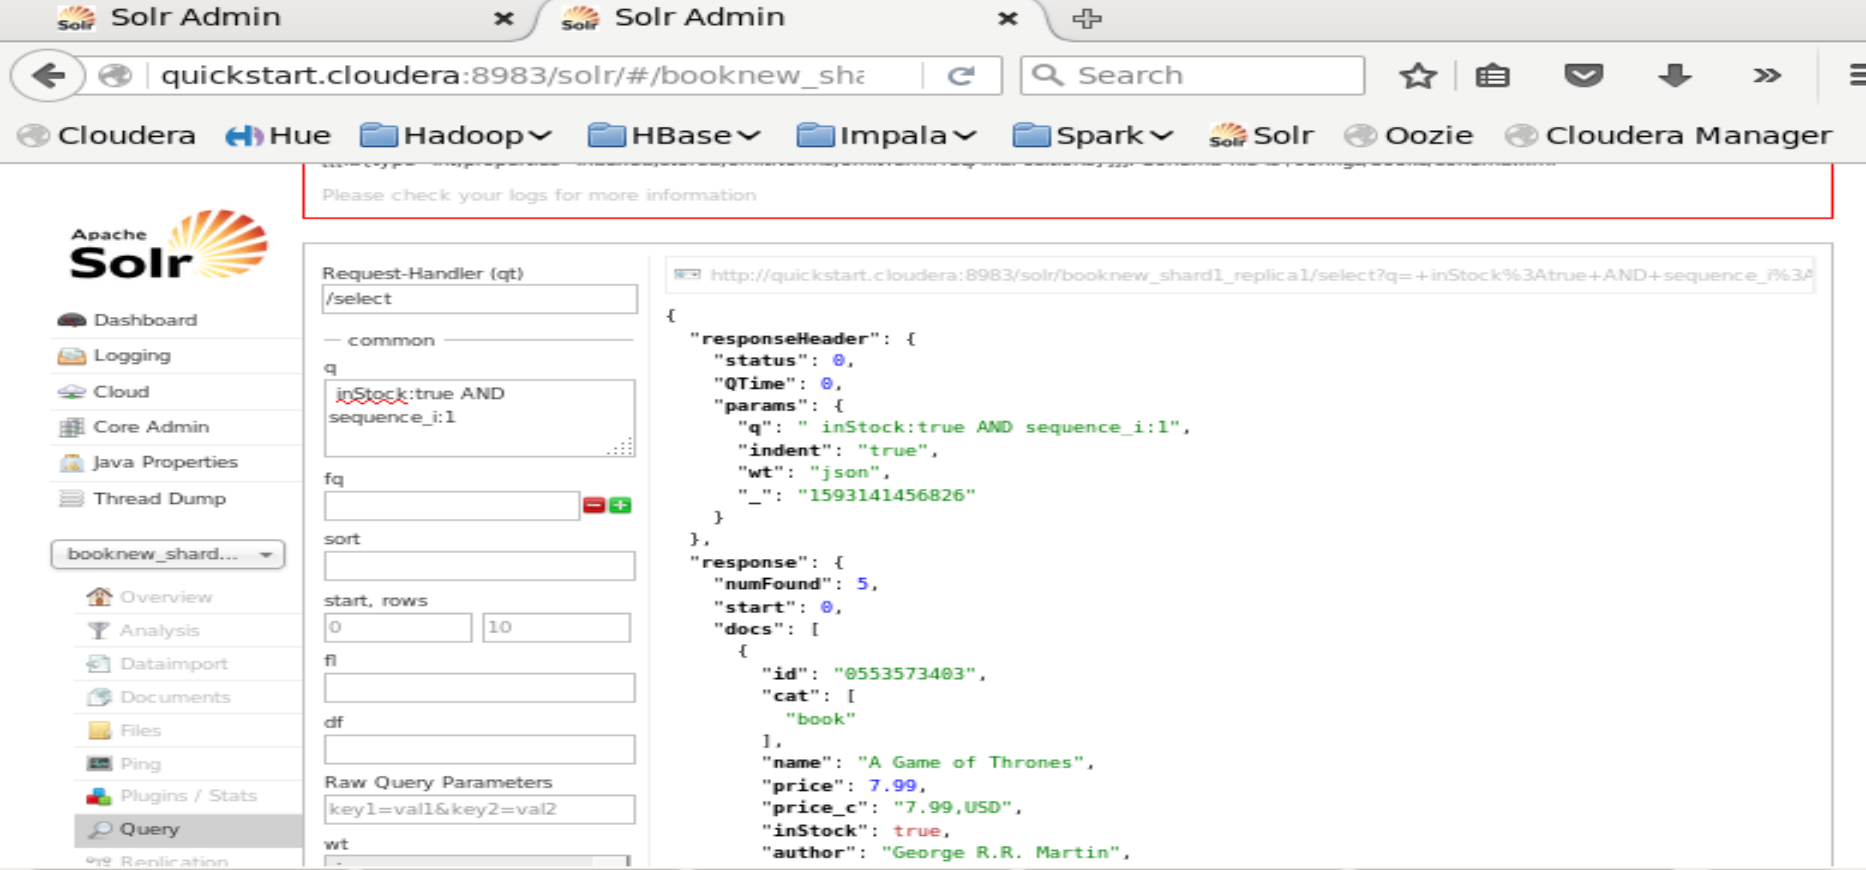 Solr Admin
Solr Admin
quickstart.cloudera:8983/solr/#/booknew_sha
Search
Cloudera
Hue
Hadoop
HBase
Impala
Spark
Solr
Oozie
Cloudera Manager
Please check your logs for more information
Apache
Solr
Dashboard
Logging
Cloud
Core Admin
Java Properties
Thread Dump
booknew_shard...
Overview
Analysis
Dataimport
Documents
Files
Ping
Plugins / Stats
Query
Replication
Request-Handler (qt)
/select
common
q
inStock:true AND
sequence_i:1
fq
sort
start, rows
0
10
fl
df
Raw Query Parameters
key1=val1&key2=val2
wt
http://quickstart.cloudera:8983/solr/booknew_shard1_replica1/select?q=+inStock%3Atrue+AND+sequence_i%3A
{
"responseHeader": {
"status": 0,
"QTime": 0,
"params": {
"q": " inStock:true AND sequence_i:1",
"indent": "true",
"wt": "json",
"_": "1593141456826"
}
},
"response": {
"numFound": 5,
"start": 0,
"docs": [
{
"id": "0553573403",
"cat": [
"book"
],
"name": "A Game of Thrones",
"price": 7.99,
"price_c": "7.99,USD",
"inStock": true,
"author": "George R.R. Martin",